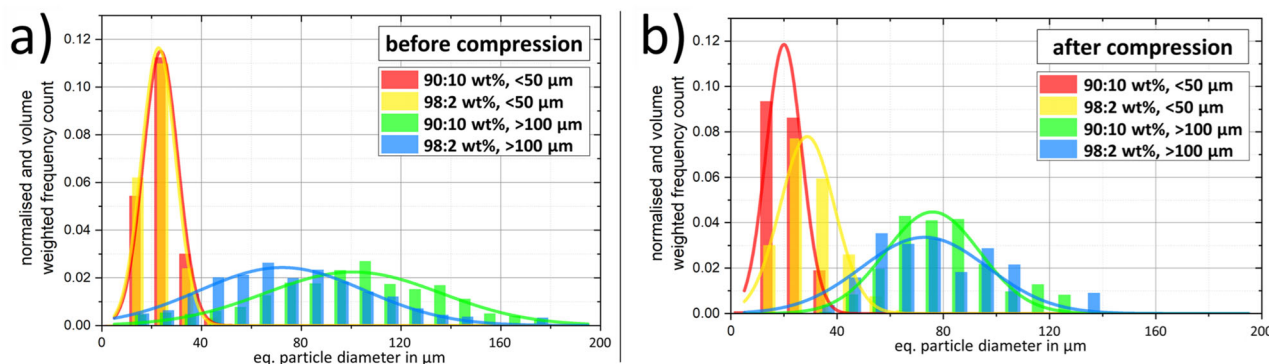 a)
before compression
90:10 wt%, <50 µm
98:2 wt%, <50 µm
90:10 wt%, >100 µm
98:2 wt%, >100 µm
normalised and volume
weighted frequency count
0.12
0.10
0.08
0.06
0.04
0.02
0.00
0
40
80
120
160
200
eq. particle diameter in µm
b)
after compression
90:10 wt%, <50 µm
98:2 wt%, <50 µm
90:10 wt%, >100 µm
98:2 wt%, >100 µm
normalised and volume
weighted frequency count
0.12
0.10
0.08
0.06
0.04
0.02
0.00
0
40
80
120
160
200
eq. particle diameter in µm